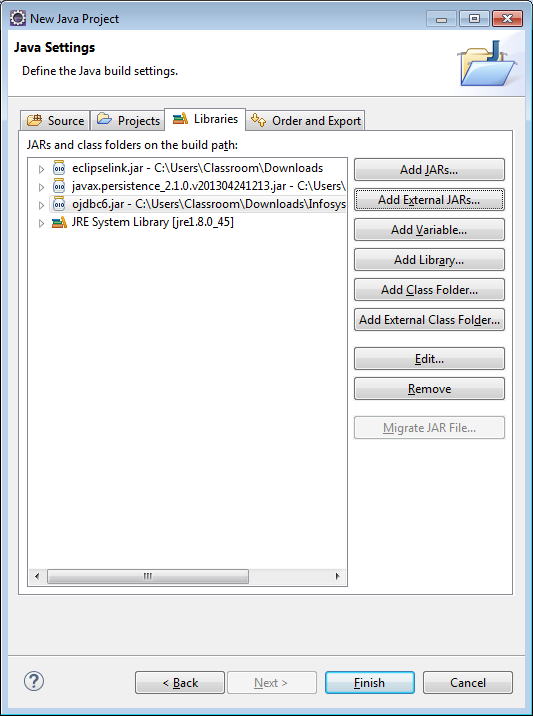 New Java Project
Java Settings
Define the Java build settings.
Source Projects Libraries Order and Export
JARs and class folders on the build path:
eclipselink.jar - C:\Users\Classroom\Downloads
javax.persistence_2.1.0.v201304241213.jar - C:\Users\
ojdbc6.jar - C:\Users\Classroom\Downloads\Infosys
JRE System Library [jre1.8.0_45]
Add JARs...
Add External JARs...
Add Variable...
Add Library...
Add Class Folder...
Add External Class Folder...
Edit...
Remove
Migrate JAR File...
? < Back Next > Finish Cancel